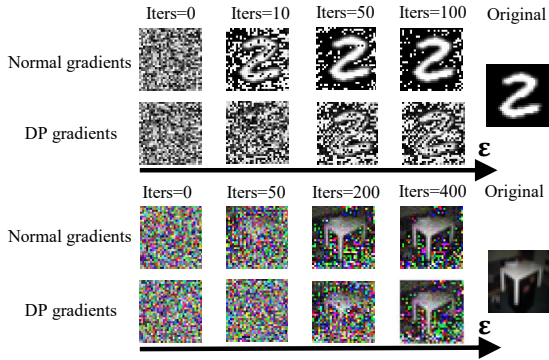 Iters=0 Iters=10 Iters=50 Iters=100 Original
Normal gradients
DP gradients
ε
Iters=0 Iters=50 Iters=200 Iters=400 Original
Normal gradients
DP gradients
ε